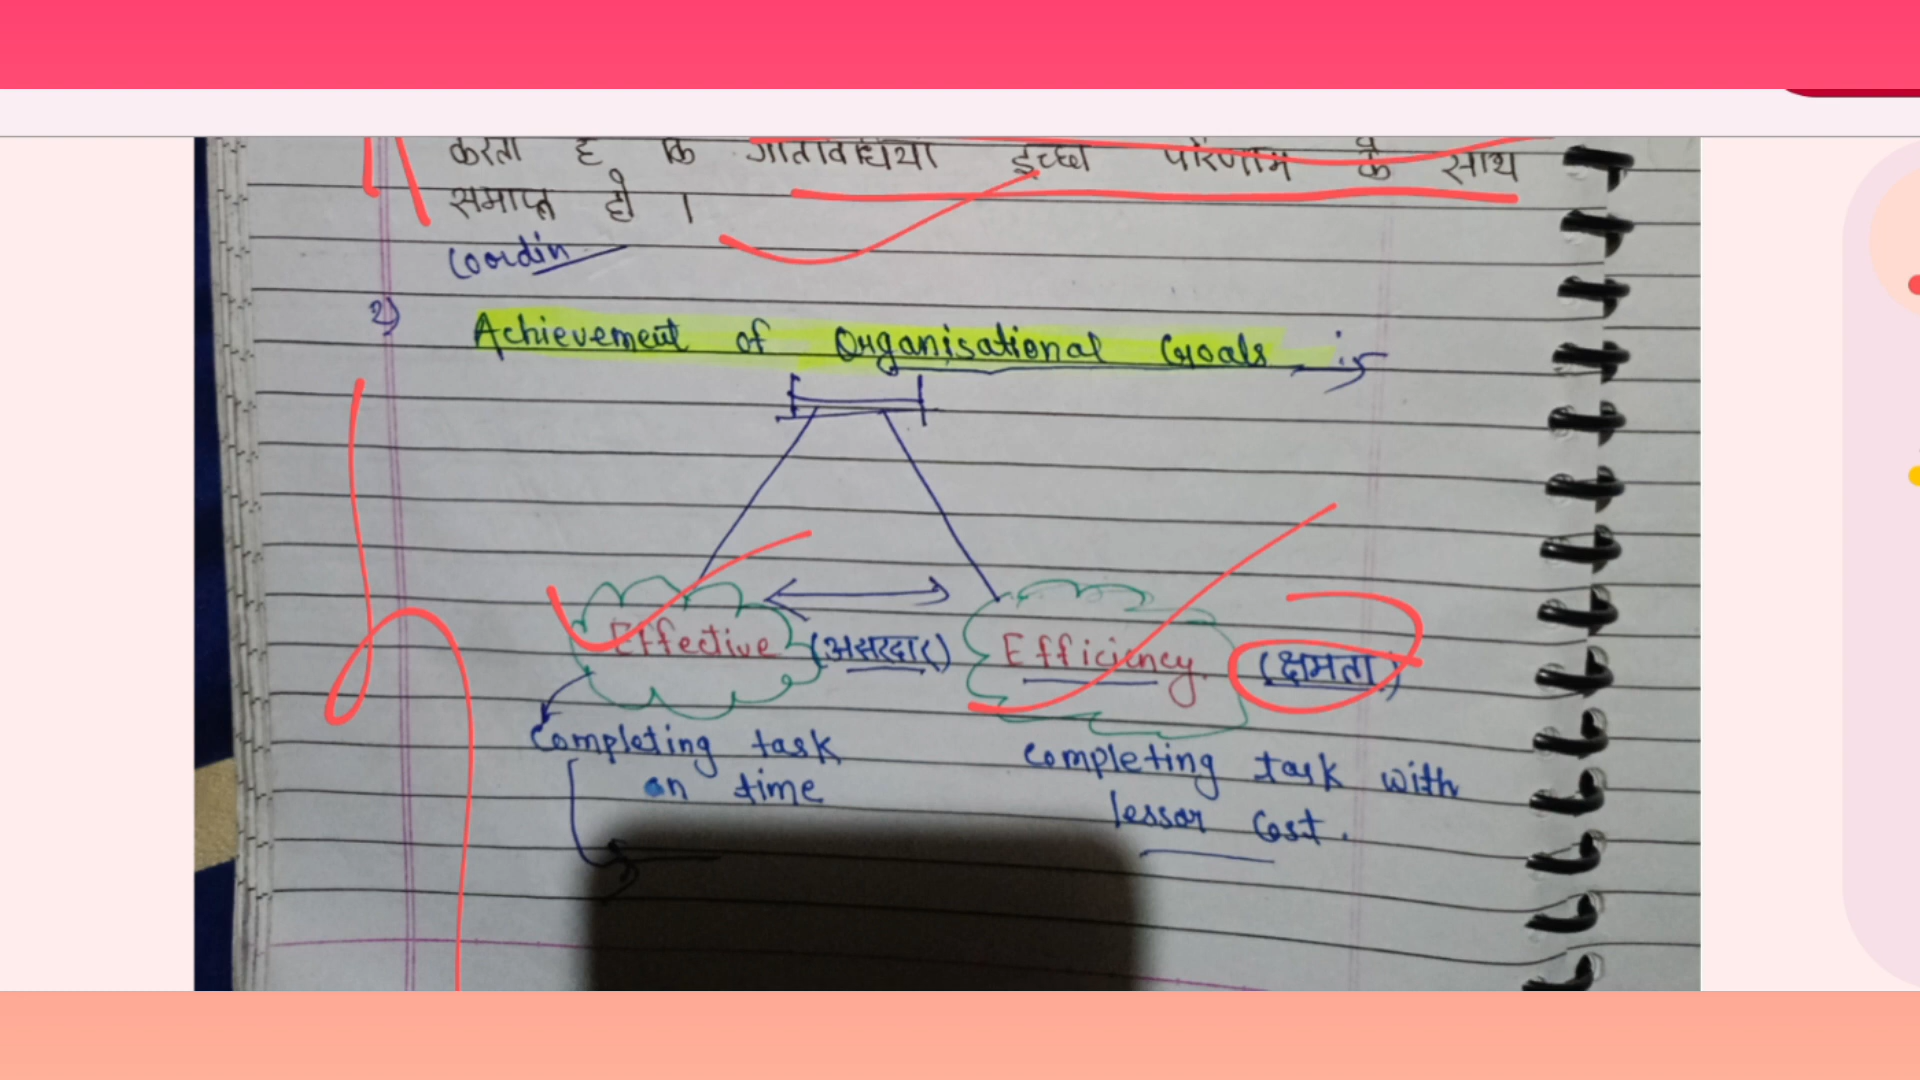 करता है कि गतिविधियां इच्छा परिणाम के साथ
समाप्त हो ।
Coordin
2) Achievement of Organisational Goals :-
Effective (असरदार) Efficiency (क्षमता)
Completing task
on time
Completing task with
lesser Cost.